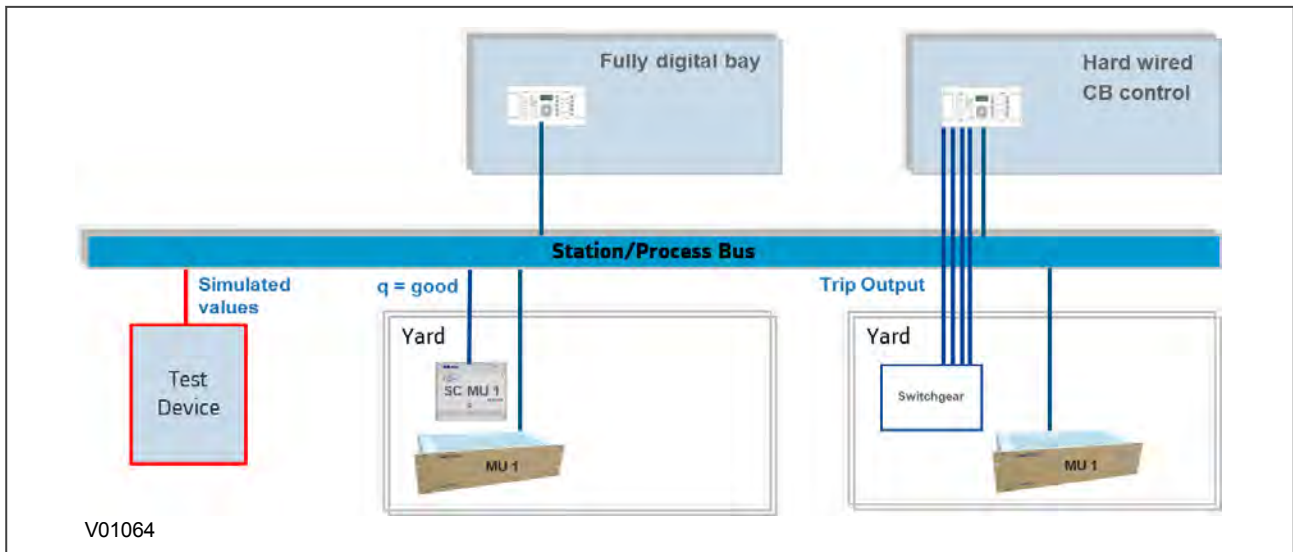 Fully digital bay
Hard wired
CB control
Station/Process Bus
Simulated
values
q = good
Trip Output
Test
Device
Yard
SC MU 1
MU 1
Yard
Switchgear
MU 1
V01064